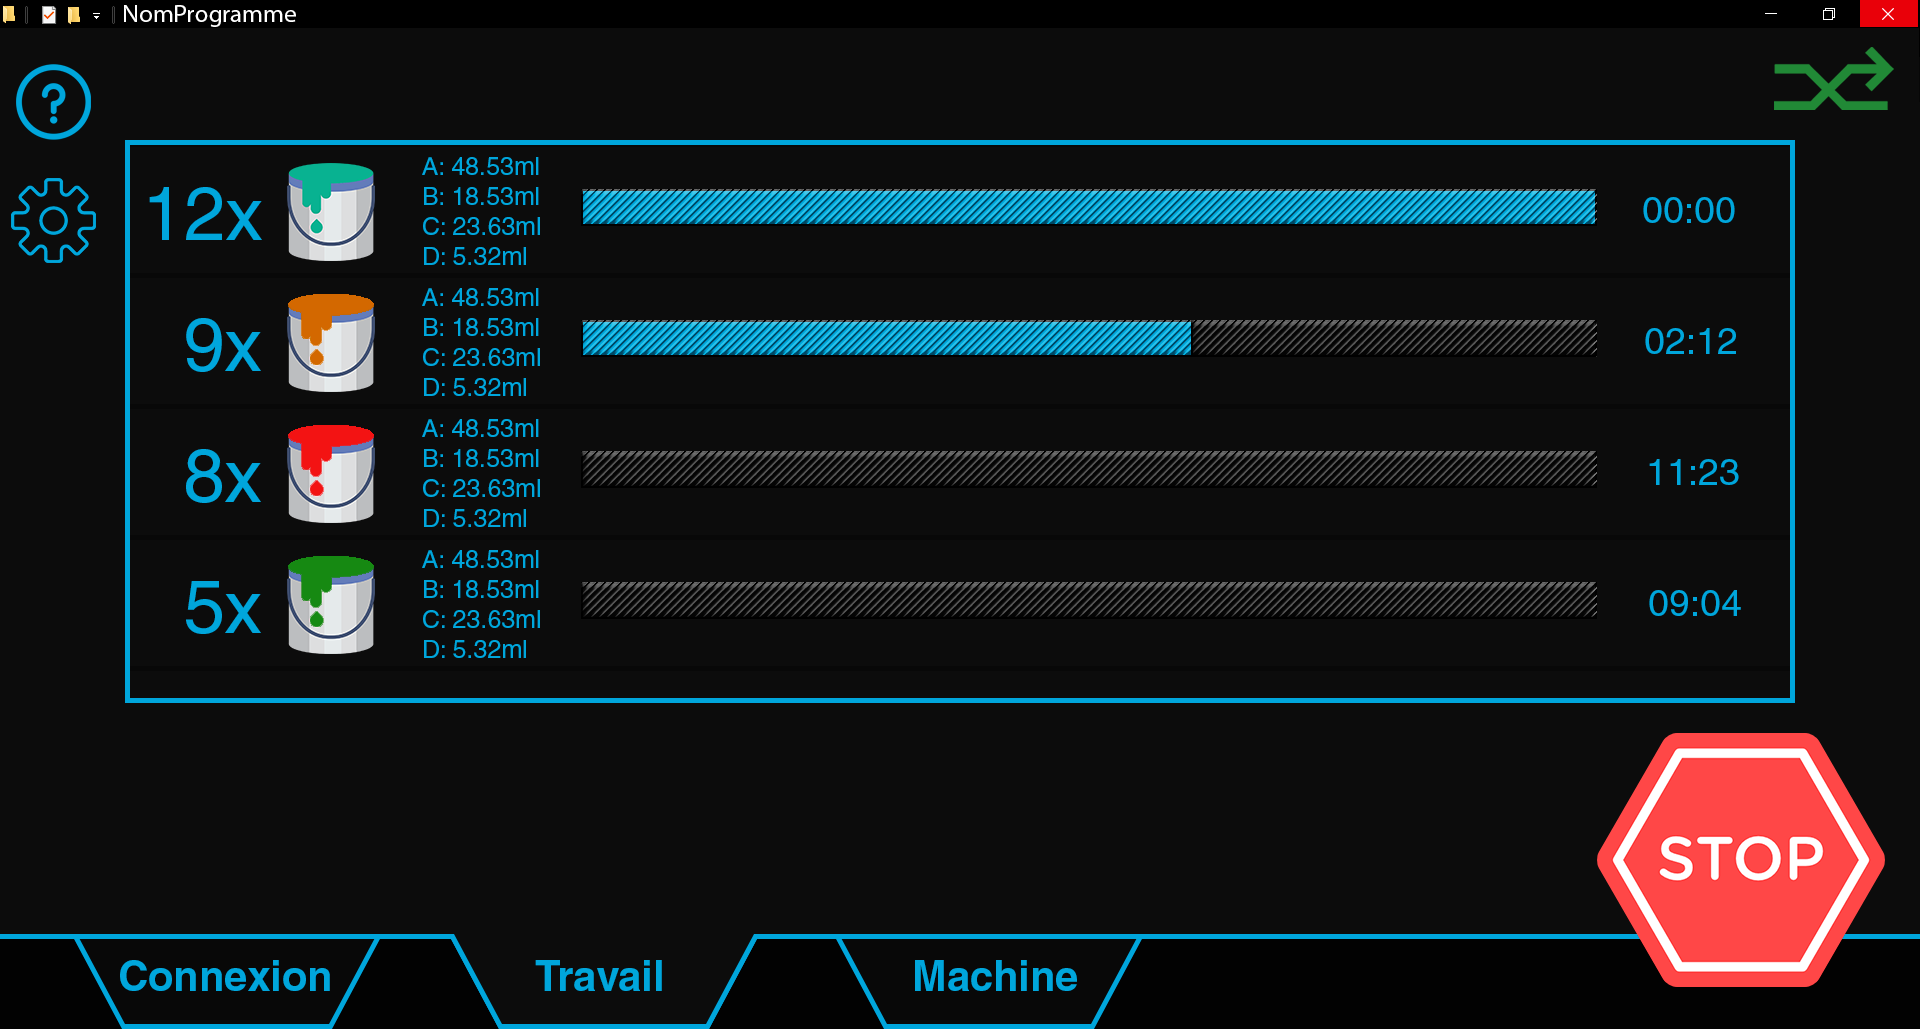 NomProgramme
?
12x
A: 48.53ml
B: 18.53ml
C: 23.63ml
D: 5.32ml
00:00
9x
A: 48.53ml
B: 18.53ml
C: 23.63ml
D: 5.32ml
02:12
8x
A: 48.53ml
B: 18.53ml
C: 23.63ml
D: 5.32ml
11:23
5x
A: 48.53ml
B: 18.53ml
C: 23.63ml
D: 5.32ml
09:04
STOP
Connexion
Travail
Machine